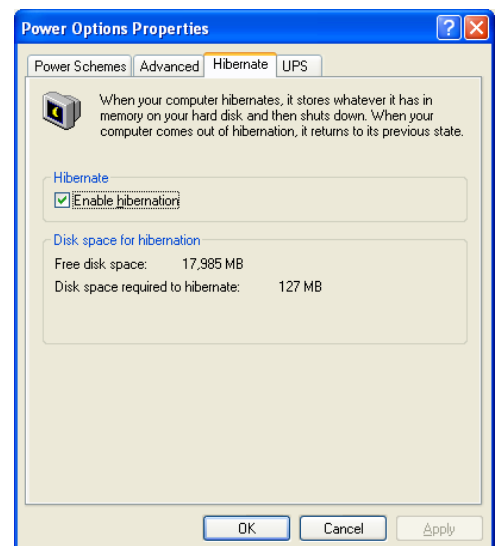 Power Options Properties
Power Schemes Advanced Hibernate UPS
When your computer hibernates, it stores whatever it has in
memory on your hard disk and then shuts down. When your
computer comes out of hibernation, it returns to its previous state.
Hibernate
Enable hibernation
Disk space for hibernation
Free disk space: 17,985 MB
Disk space required to hibernate: 127 MB
OK Cancel Apply